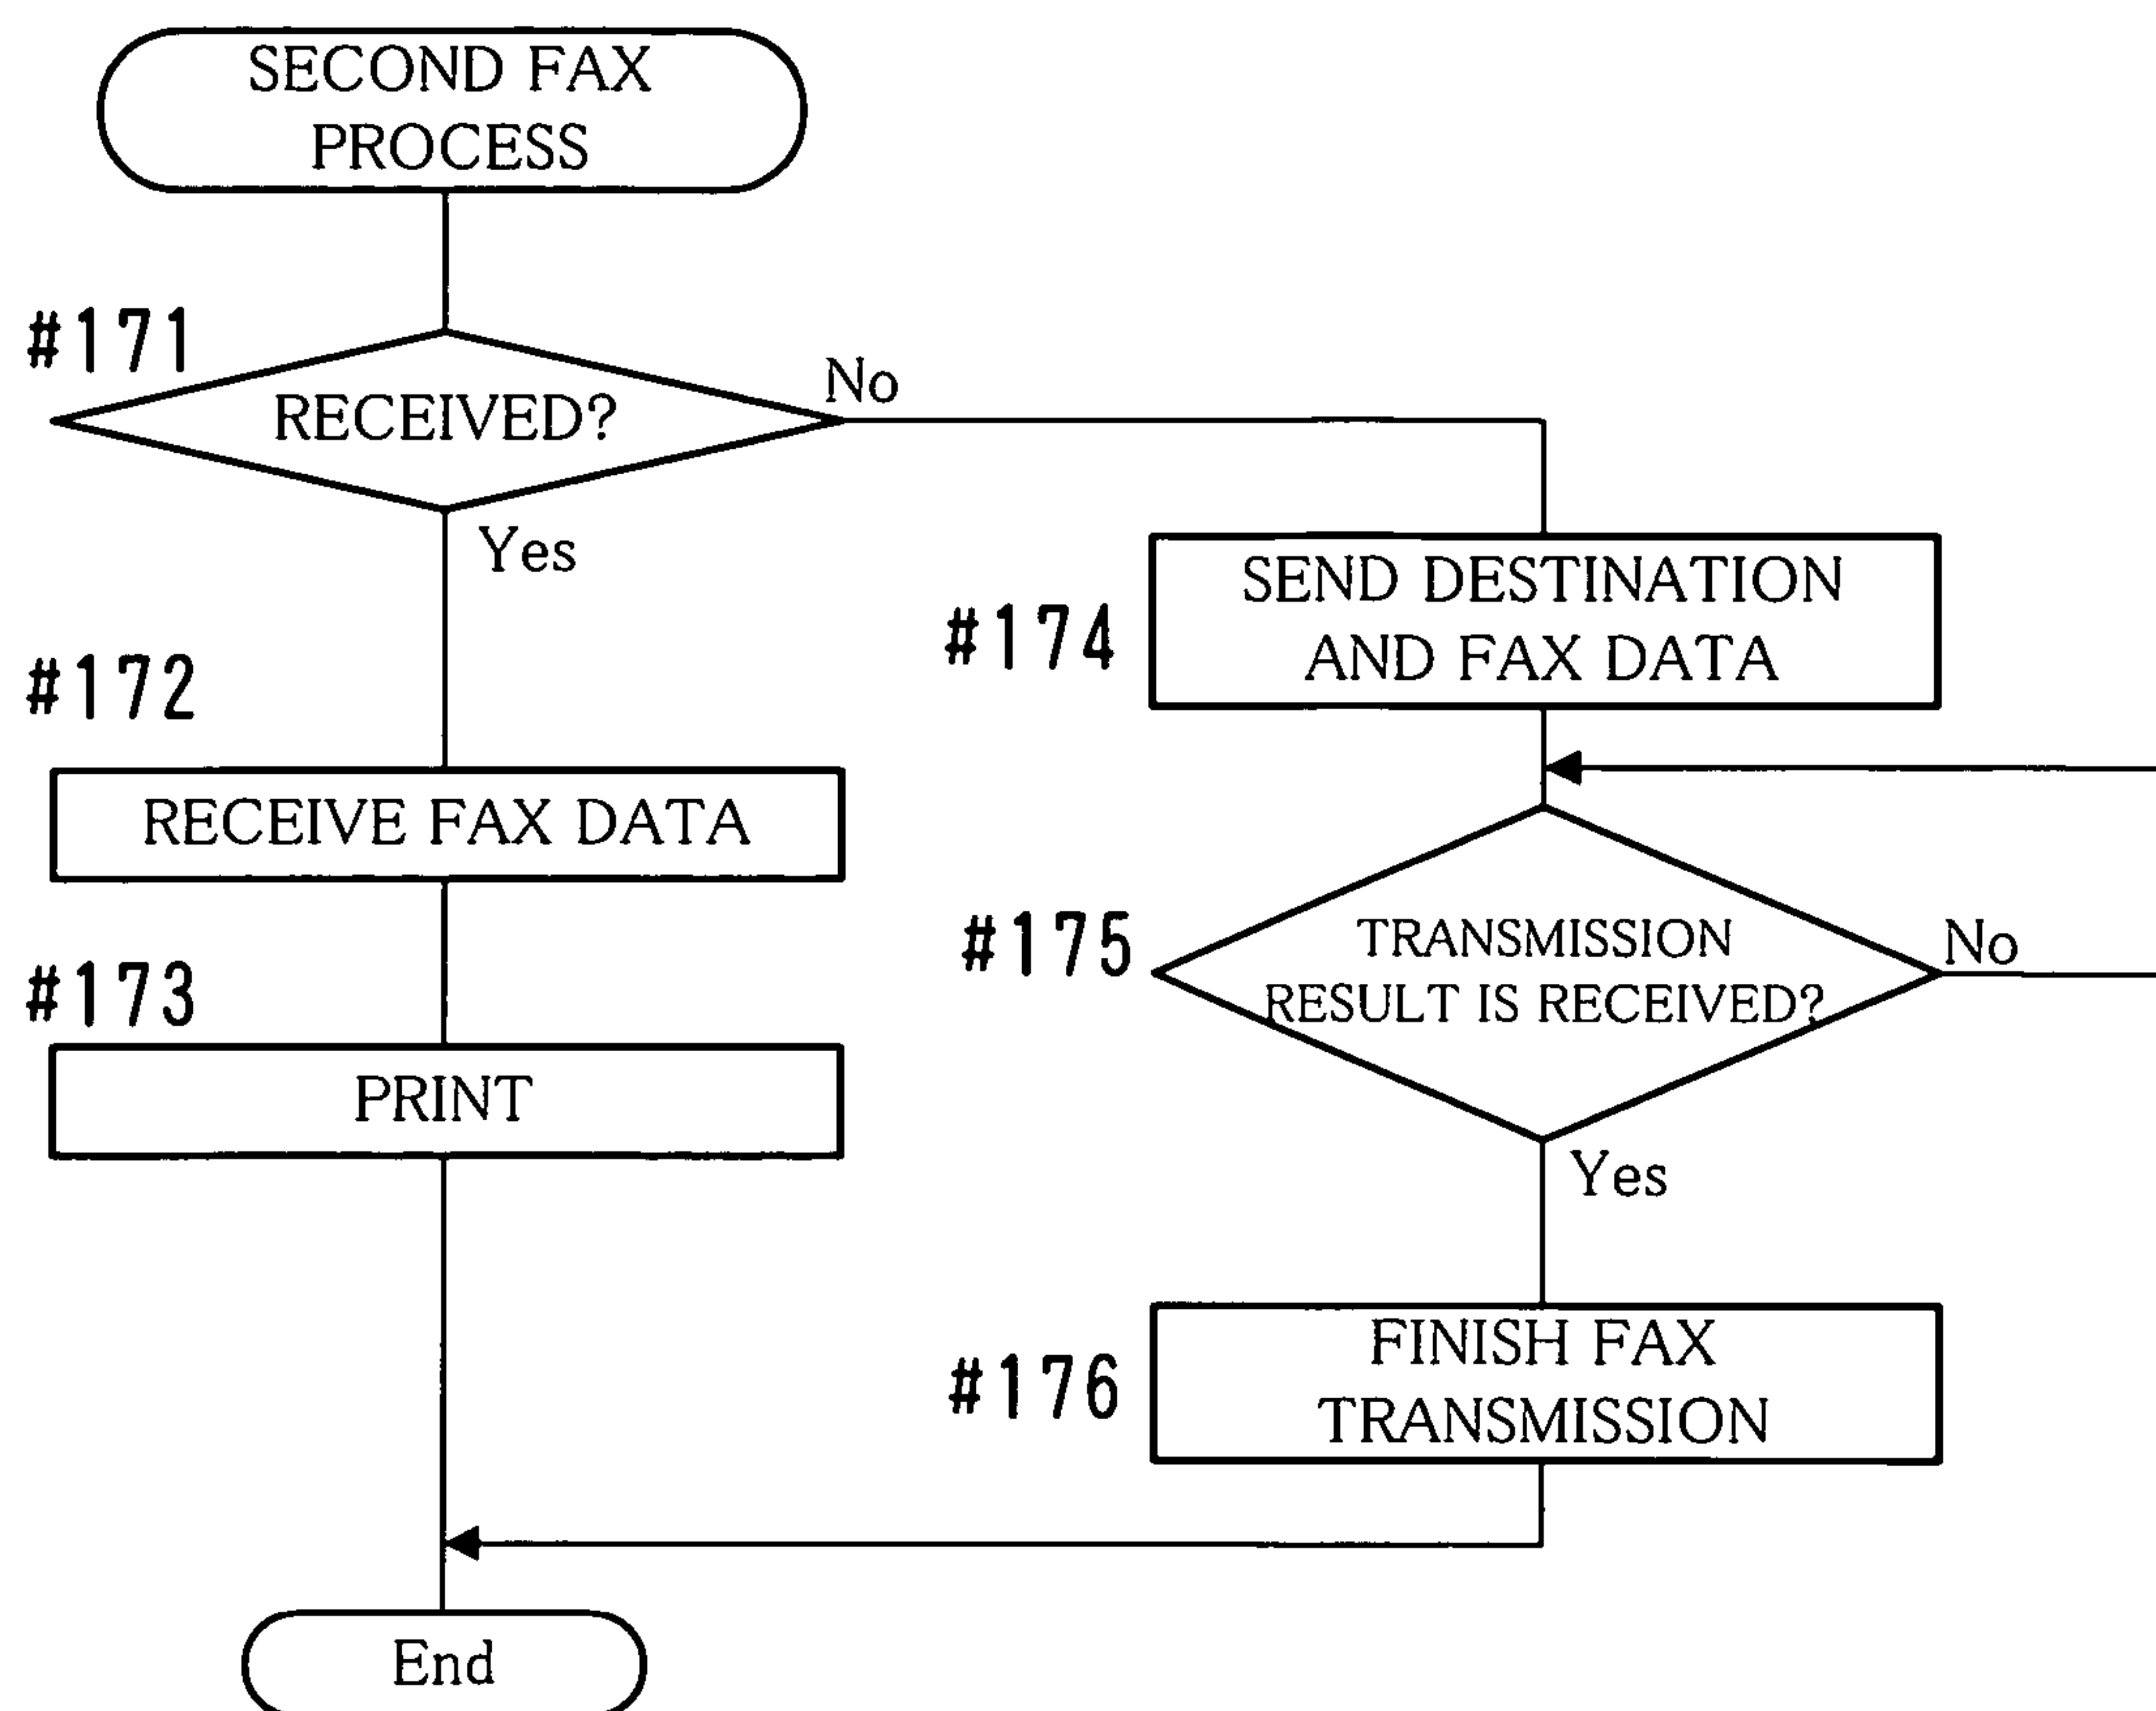 SECOND FAX
PROCESS
#171
RECEIVED?
No
Yes
#172
RECEIVE FAX DATA
#173
PRINT
#174
SEND DESTINATION
AND FAX DATA
#175
TRANSMISSION
RESULT IS RECEIVED?
No
Yes
#176
FINISH FAX
TRANSMISSION
End